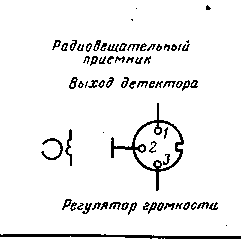 Радиовещательный
приемник
Выход детектора
1
2
3
Регулятор громкости